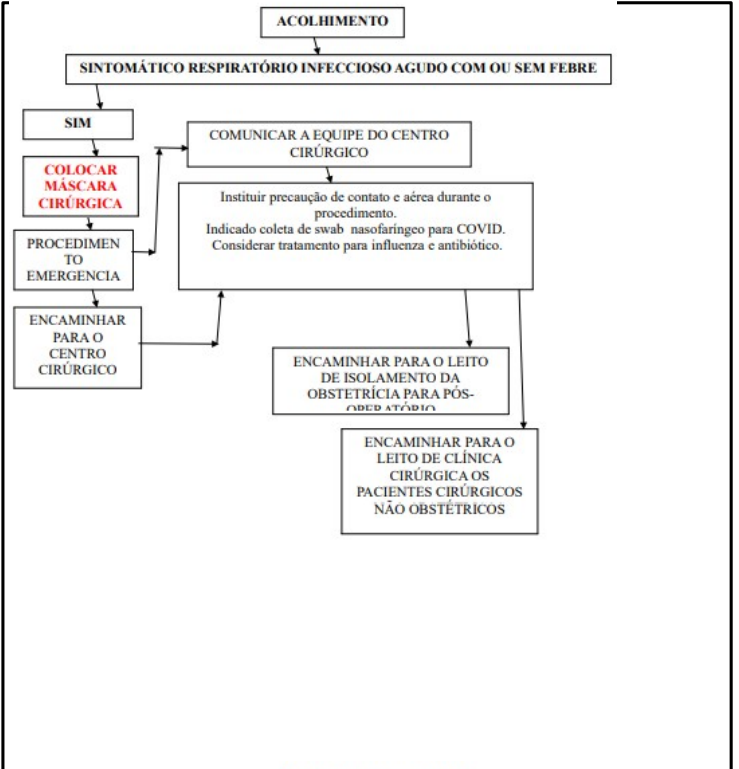 ACOLHIMENTO
SINTOMÁTICO RESPIRATÓRIO INFECCIOSO AGUDO COM OU SEM FEBRE
SIM
COLOCAR
MÁSCARA
CIRÚRGICA
PROCEDIMEN
TO
EMERGENCIA
ENCAMINHAR
PARA O
CENTRO
CIRÚRGICO
COMUNICAR A EQUIPE DO CENTRO
CIRÚRGICO
Instituir precaução de contato e aérea durante o
procedimento.
Indicado coleta de swab nasofaríngeo para COVID.
Considerar tratamento para influenza e antibiótico.
ENCAMINHAR PARA O LEITO
DE ISOLAMENTO DA
OBSTETRÍCIA PARA PÓS-
OPERATÓRIO
ENCAMINHAR PARA O
LEITO DE CLÍNICA
CIRÚRGICA OS
PACIENTES CIRÚRGICOS
NÃO OBSTÉTRICOS